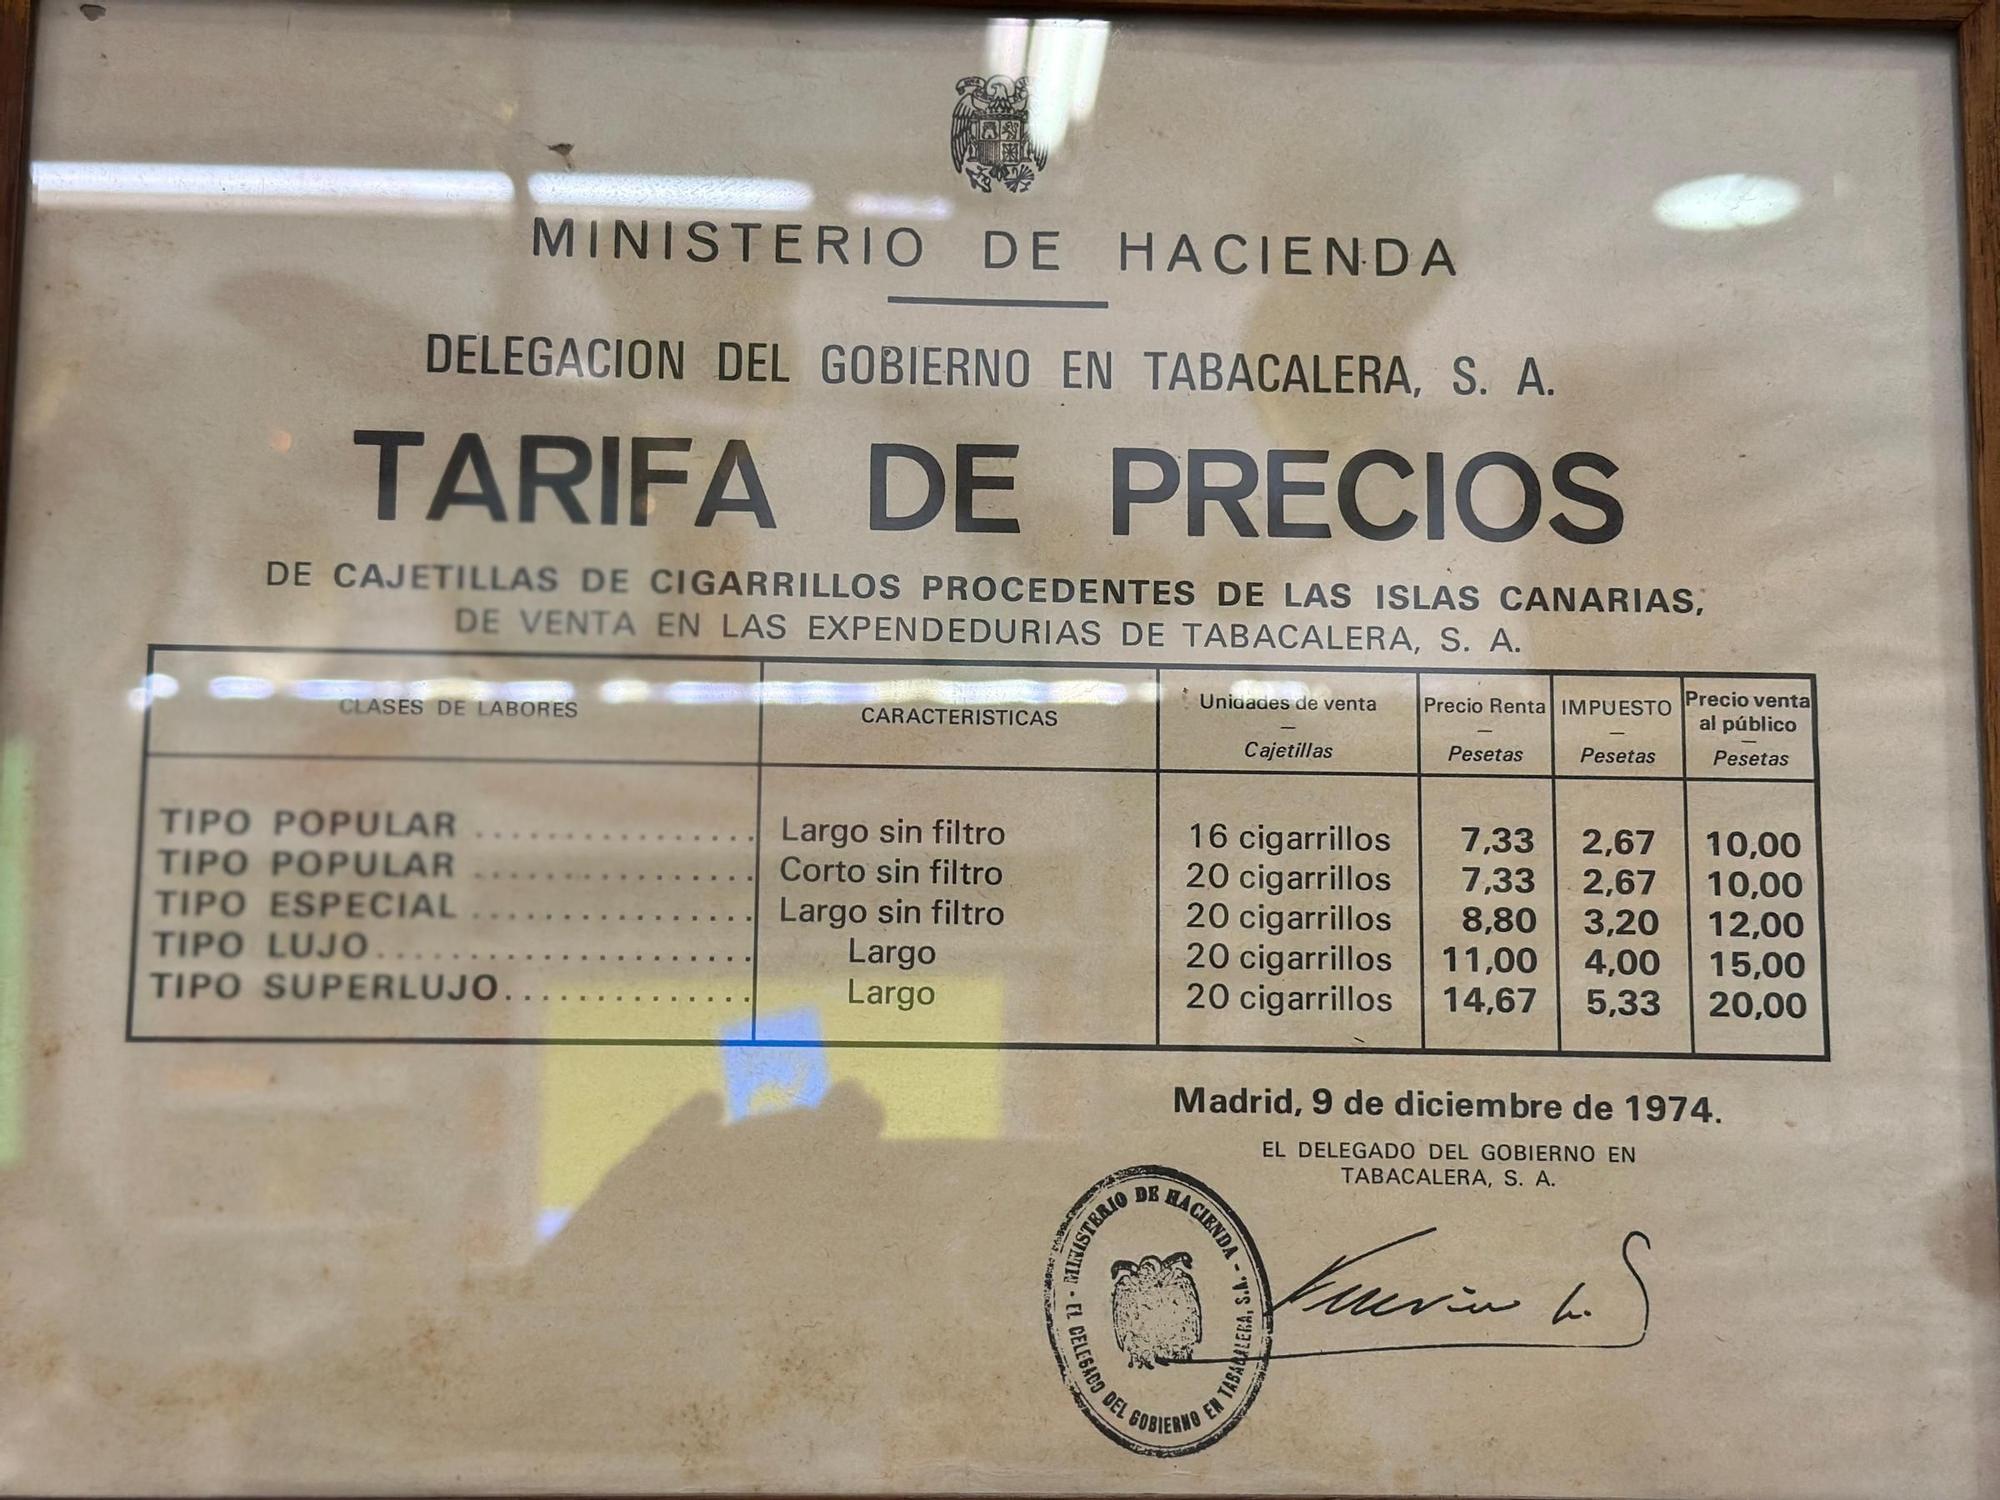 MINISTERIO DE HACIENDA
DELEGACION DEL GOBIERNO EN TABACALERA, S. A.
TARIFA DE PRECIOS
DE CAJETILLAS DE CIGARRILLOS PROCEDENTES DE LAS ISLAS CANARIAS,
DE VENTA EN LAS EXPENDEDURIAS DE TABACALERA, S. A.
CLASES DE LABORES CARACTERISTICAS Unidades de venta — Cajetillas Precio Renta — Pesetas IMPUESTO — Pesetas Precio venta al público — Pesetas
TIPO POPULAR ................ Largo sin filtro 16 cigarrillos 7,33 2,67 10,00
TIPO POPULAR ................ Corto sin filtro 20 cigarrillos 7,33 2,67 10,00
TIPO ESPECIAL ................ Largo sin filtro 20 cigarrillos 8,80 3,20 12,00
TIPO LUJO...................... Largo 20 cigarrillos 11,00 4,00 15,00
TIPO SUPERLUJO............... Largo 20 cigarrillos 14,67 5,33 20,00
Madrid, 9 de diciembre de 1974.
EL DELEGADO DEL GOBIERNO EN
TABACALERA, S. A.
MINISTERIO DE HACIENDA - EL DELEGADO DEL GOBIERNO EN TABACALERA, S.A. -